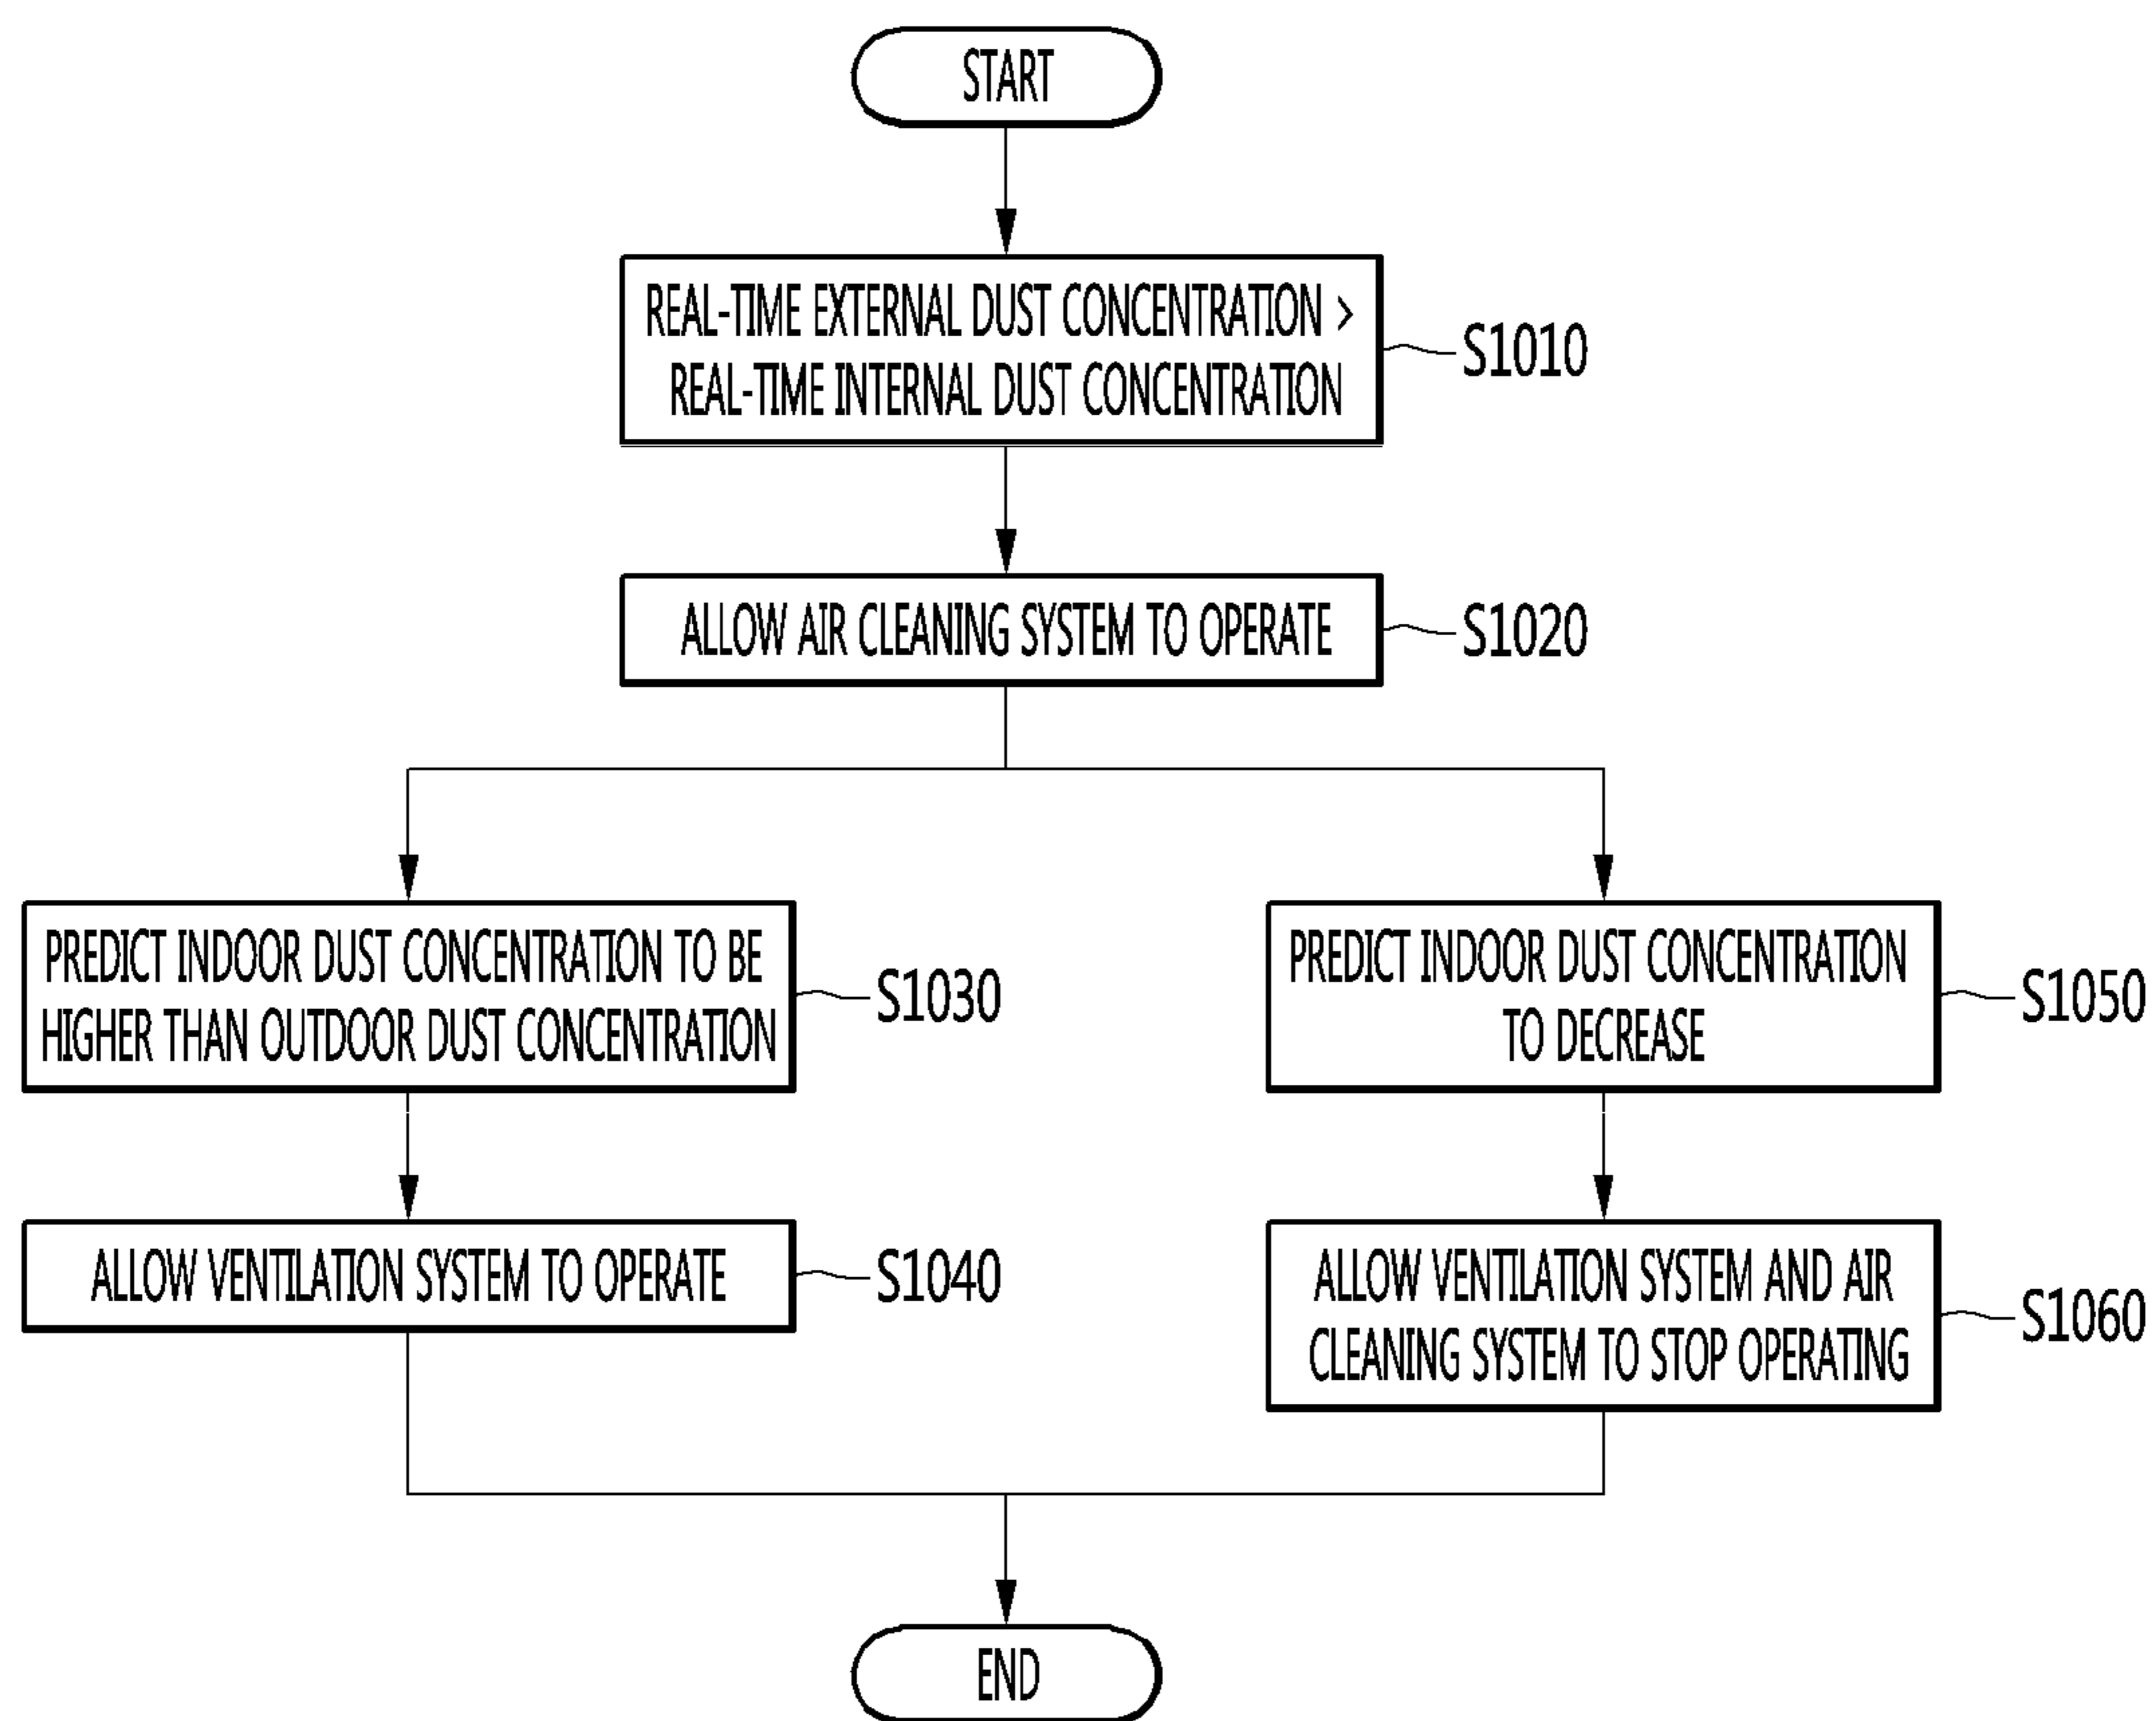 START
REAL-TIME EXTERNAL DUST CONCENTRATION >
REAL-TIME INTERNAL DUST CONCENTRATION
S1010
ALLOW AIR CLEANING SYSTEM TO OPERATE
S1020
PREDICT INDOOR DUST CONCENTRATION TO BE
HIGHER THAN OUTDOOR DUST CONCENTRATION
S1030
ALLOW VENTILATION SYSTEM TO OPERATE
S1040
PREDICT INDOOR DUST CONCENTRATION
TO DECREASE
S1050
ALLOW VENTILATION SYSTEM AND AIR
CLEANING SYSTEM TO STOP OPERATING
S1060
END